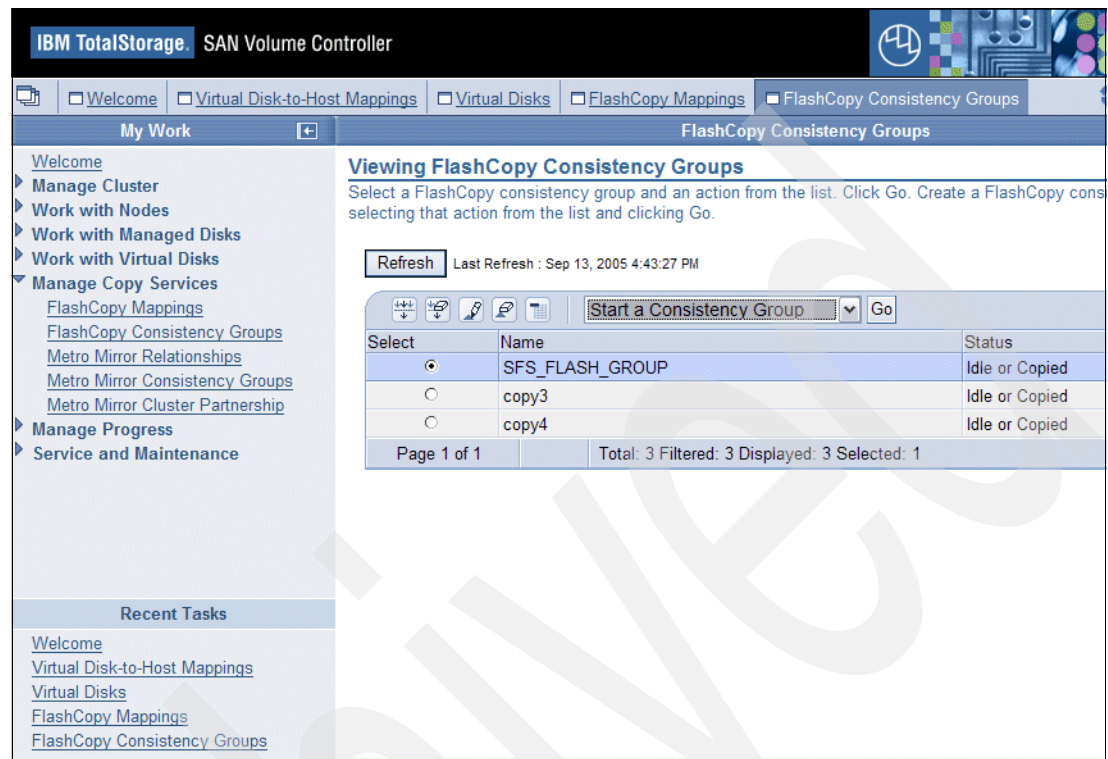 IBM TotalStorage. SAN Volume Controller
Welcome
Virtual Disk-to-Host Mappings
Virtual Disks
FlashCopy Mappings
FlashCopy Consistency Groups
My Work
FlashCopy Consistency Groups
Welcome
Manage Cluster
Work with Nodes
Work with Managed Disks
Work with Virtual Disks
Manage Copy Services
FlashCopy Mappings
FlashCopy Consistency Groups
Metro Mirror Relationships
Metro Mirror Consistency Groups
Metro Mirror Cluster Partnership
Manage Progress
Service and Maintenance
Recent Tasks
Welcome
Virtual Disk-to-Host Mappings
Virtual Disks
FlashCopy Mappings
FlashCopy Consistency Groups
Viewing FlashCopy Consistency Groups
Select a FlashCopy consistency group and an action from the list. Click Go. Create a FlashCopy cons
selecting that action from the list and clicking Go.
Refresh Last Refresh : Sep 13, 2005 4:43:27 PM
Start a Consistency Group Go
Select Name Status
SFS_FLASH_GROUP Idle or Copied
copy3 Idle or Copied
copy4 Idle or Copied
Page 1 of 1 Total: 3 Filtered: 3 Displayed: 3 Selected: 1